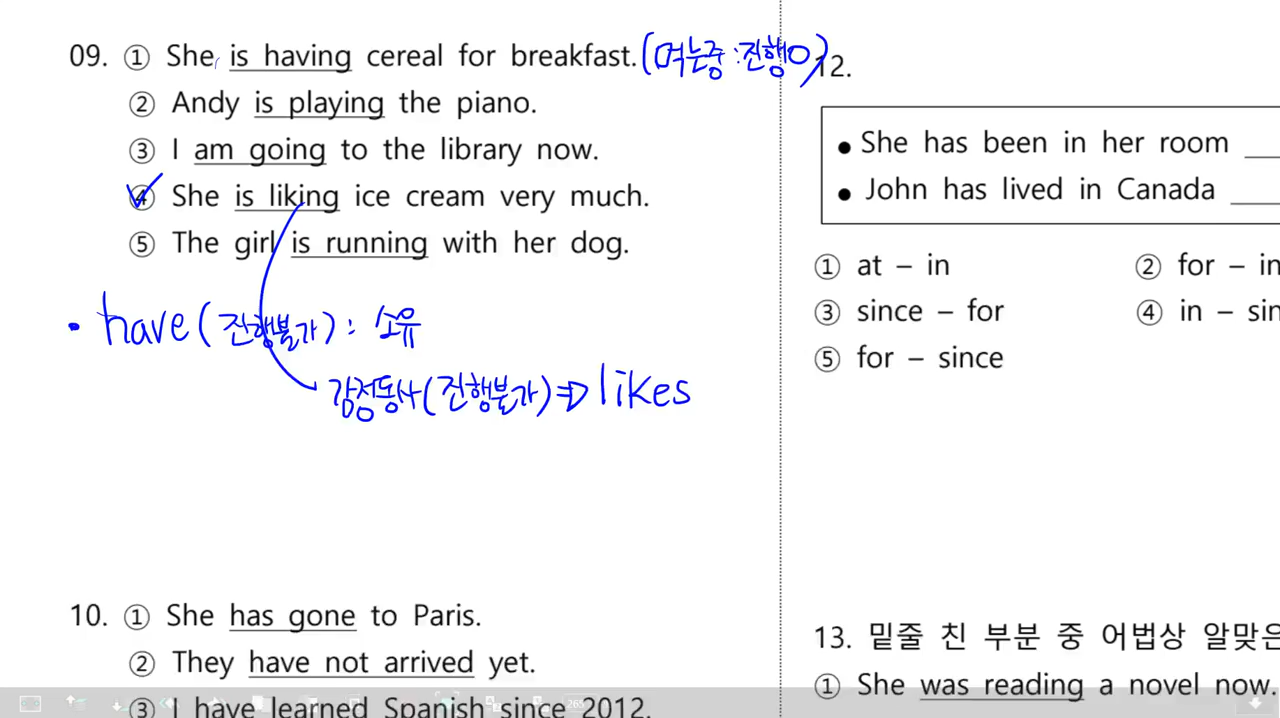 09. ① She is having cereal for breakfast. (먹는중 : 진행O)
② Andy is playing the piano.
③ I am going to the library now.
④ She is liking ice cream very much.
⑤ The girl is running with her dog.
• have (진행불가) : 소유
감정동사 (진행불가) ⇒ likes
10. ① She has gone to Paris.
② They have not arrived yet.
③ I have learned Spanish since 2012.
12.
● She has been in her room __
● John has lived in Canada __
① at – in
② for – in
③ since – for
④ in – sin
⑤ for – since
13. 밑줄 친 부분 중 어법상 알맞은
① She was reading a novel now.